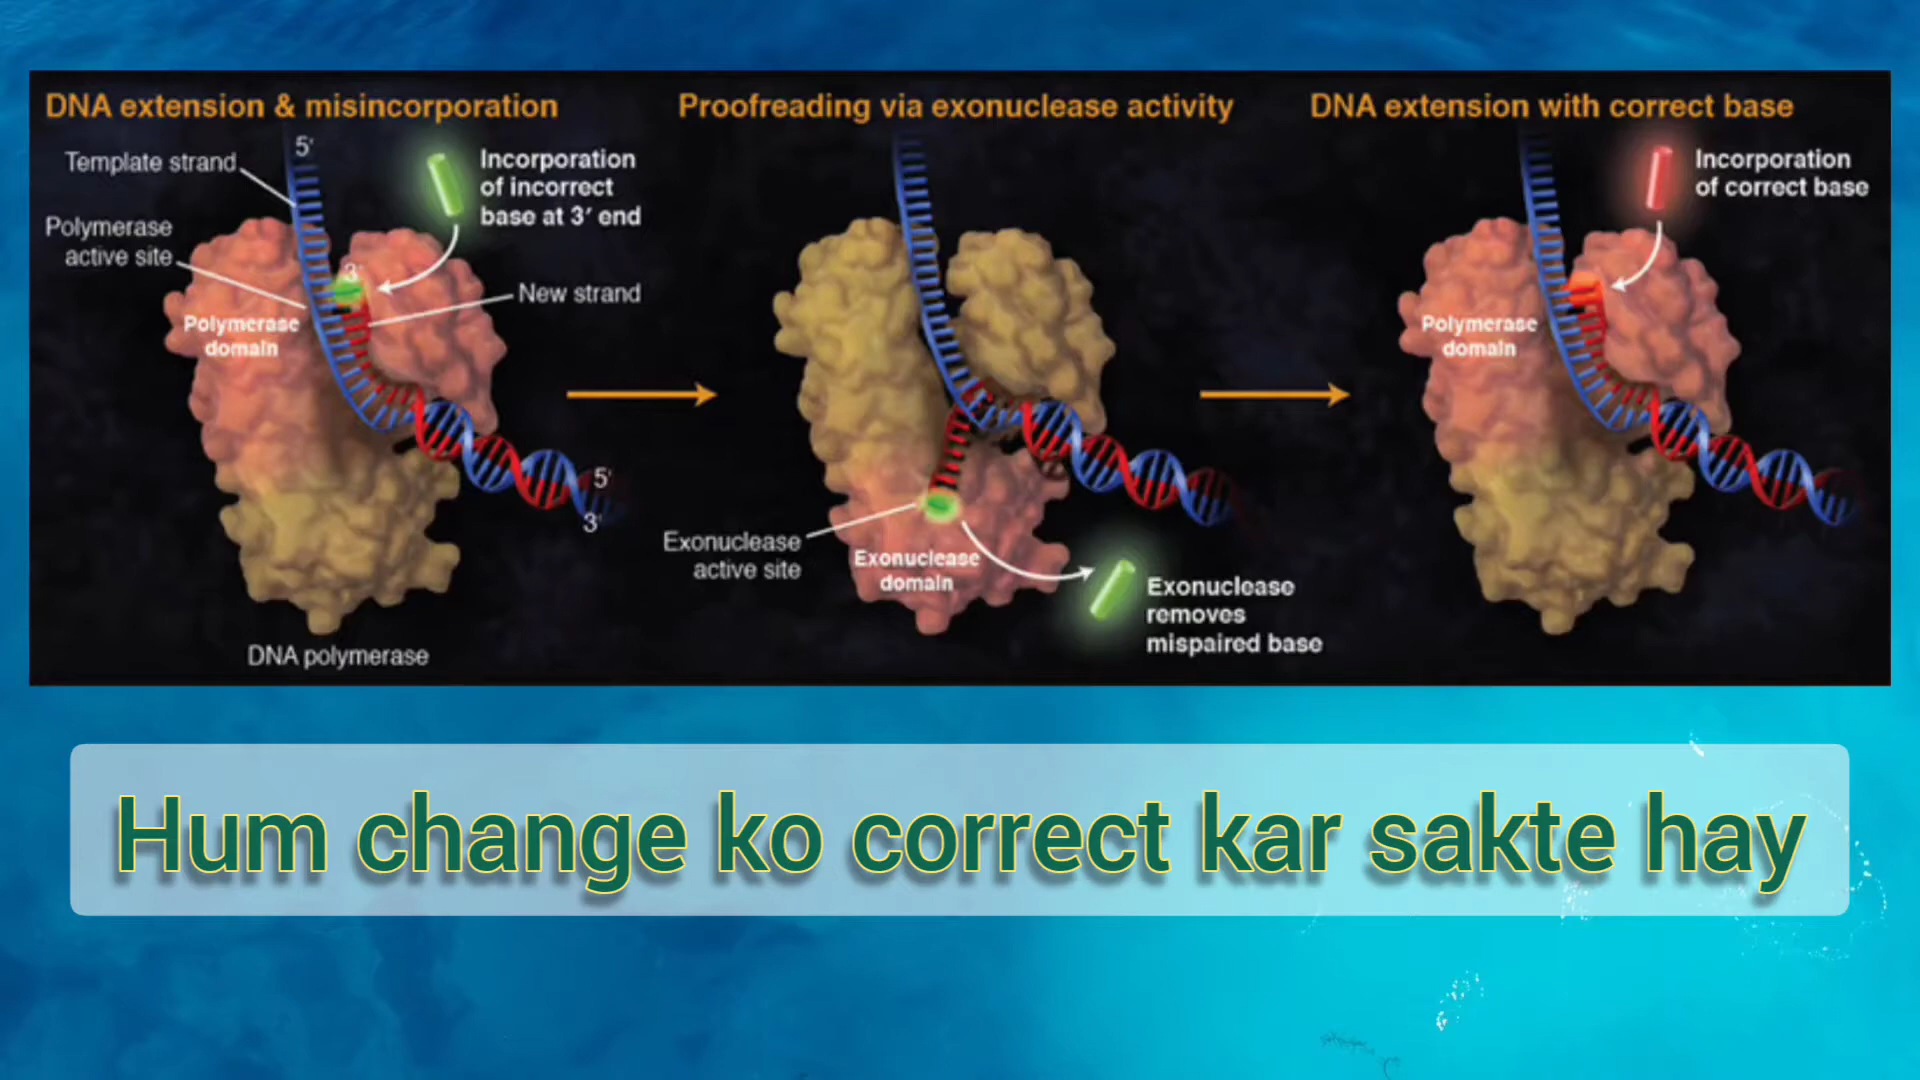 DNA extension & misincorporation
5'
Template strand
Incorporation
of incorrect
base at 3' end
Polymerase
active site
3'
New strand
Polymerase
domain
5'
3'
DNA polymerase
Proofreading via exonuclease activity
Exonuclease
active site
Exonuclease
domain
Exonuclease
removes
mispaired base
DNA extension with correct base
Incorporation
of correct base
Polymerase
domain
Hum change ko correct kar sakte hay